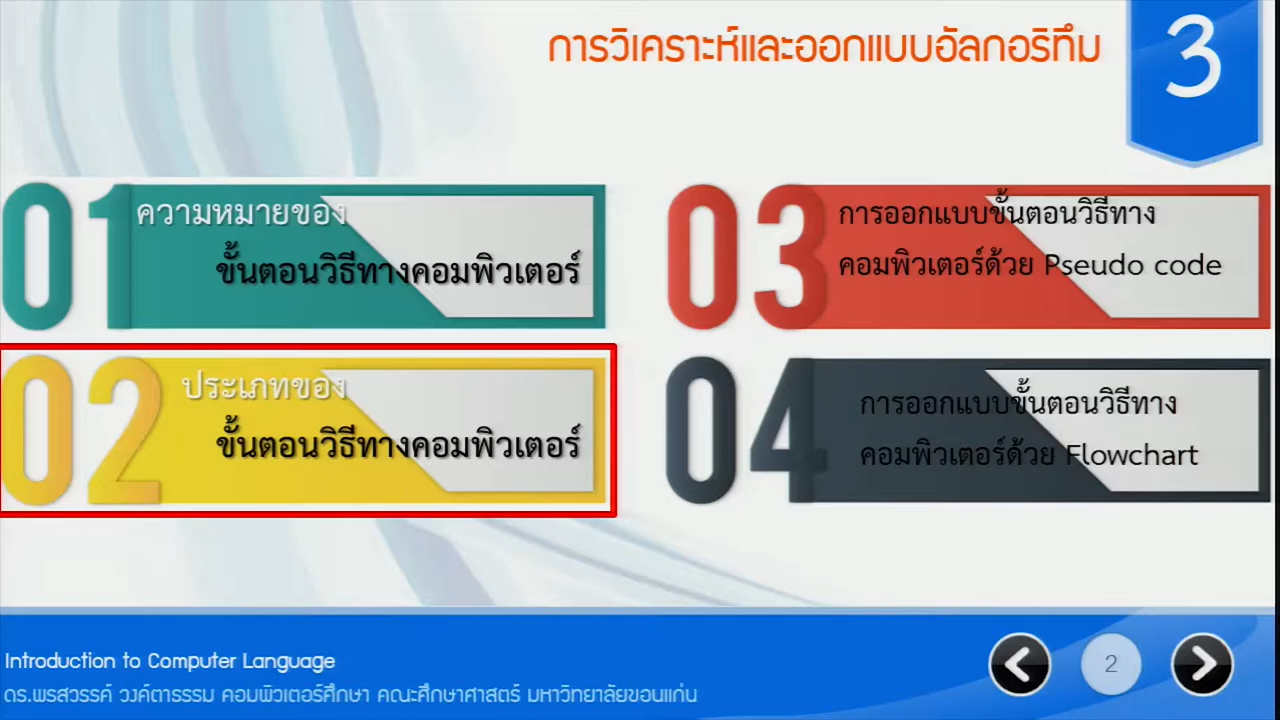 การวิเคราะห์และออกแบบอัลกอริทึม
3
01
ความหมายของ
ขั้นตอนวิธีทางคอมพิวเตอร์
02
ประเภทของ
ขั้นตอนวิธีทางคอมพิวเตอร์
03
การออกแบบขั้นตอนวิธีทาง
คอมพิวเตอร์ด้วย Pseudo code
04
การออกแบบขั้นตอนวิธีทาง
คอมพิวเตอร์ด้วย Flowchart
Introduction to Computer Language
ดร.พรสวรรค์ วงค์ตาธรรม คอมพิวเตอร์ศึกษา คณะศึกษาศาสตร์ มหาวิทยาลัยขอนแก่น
2